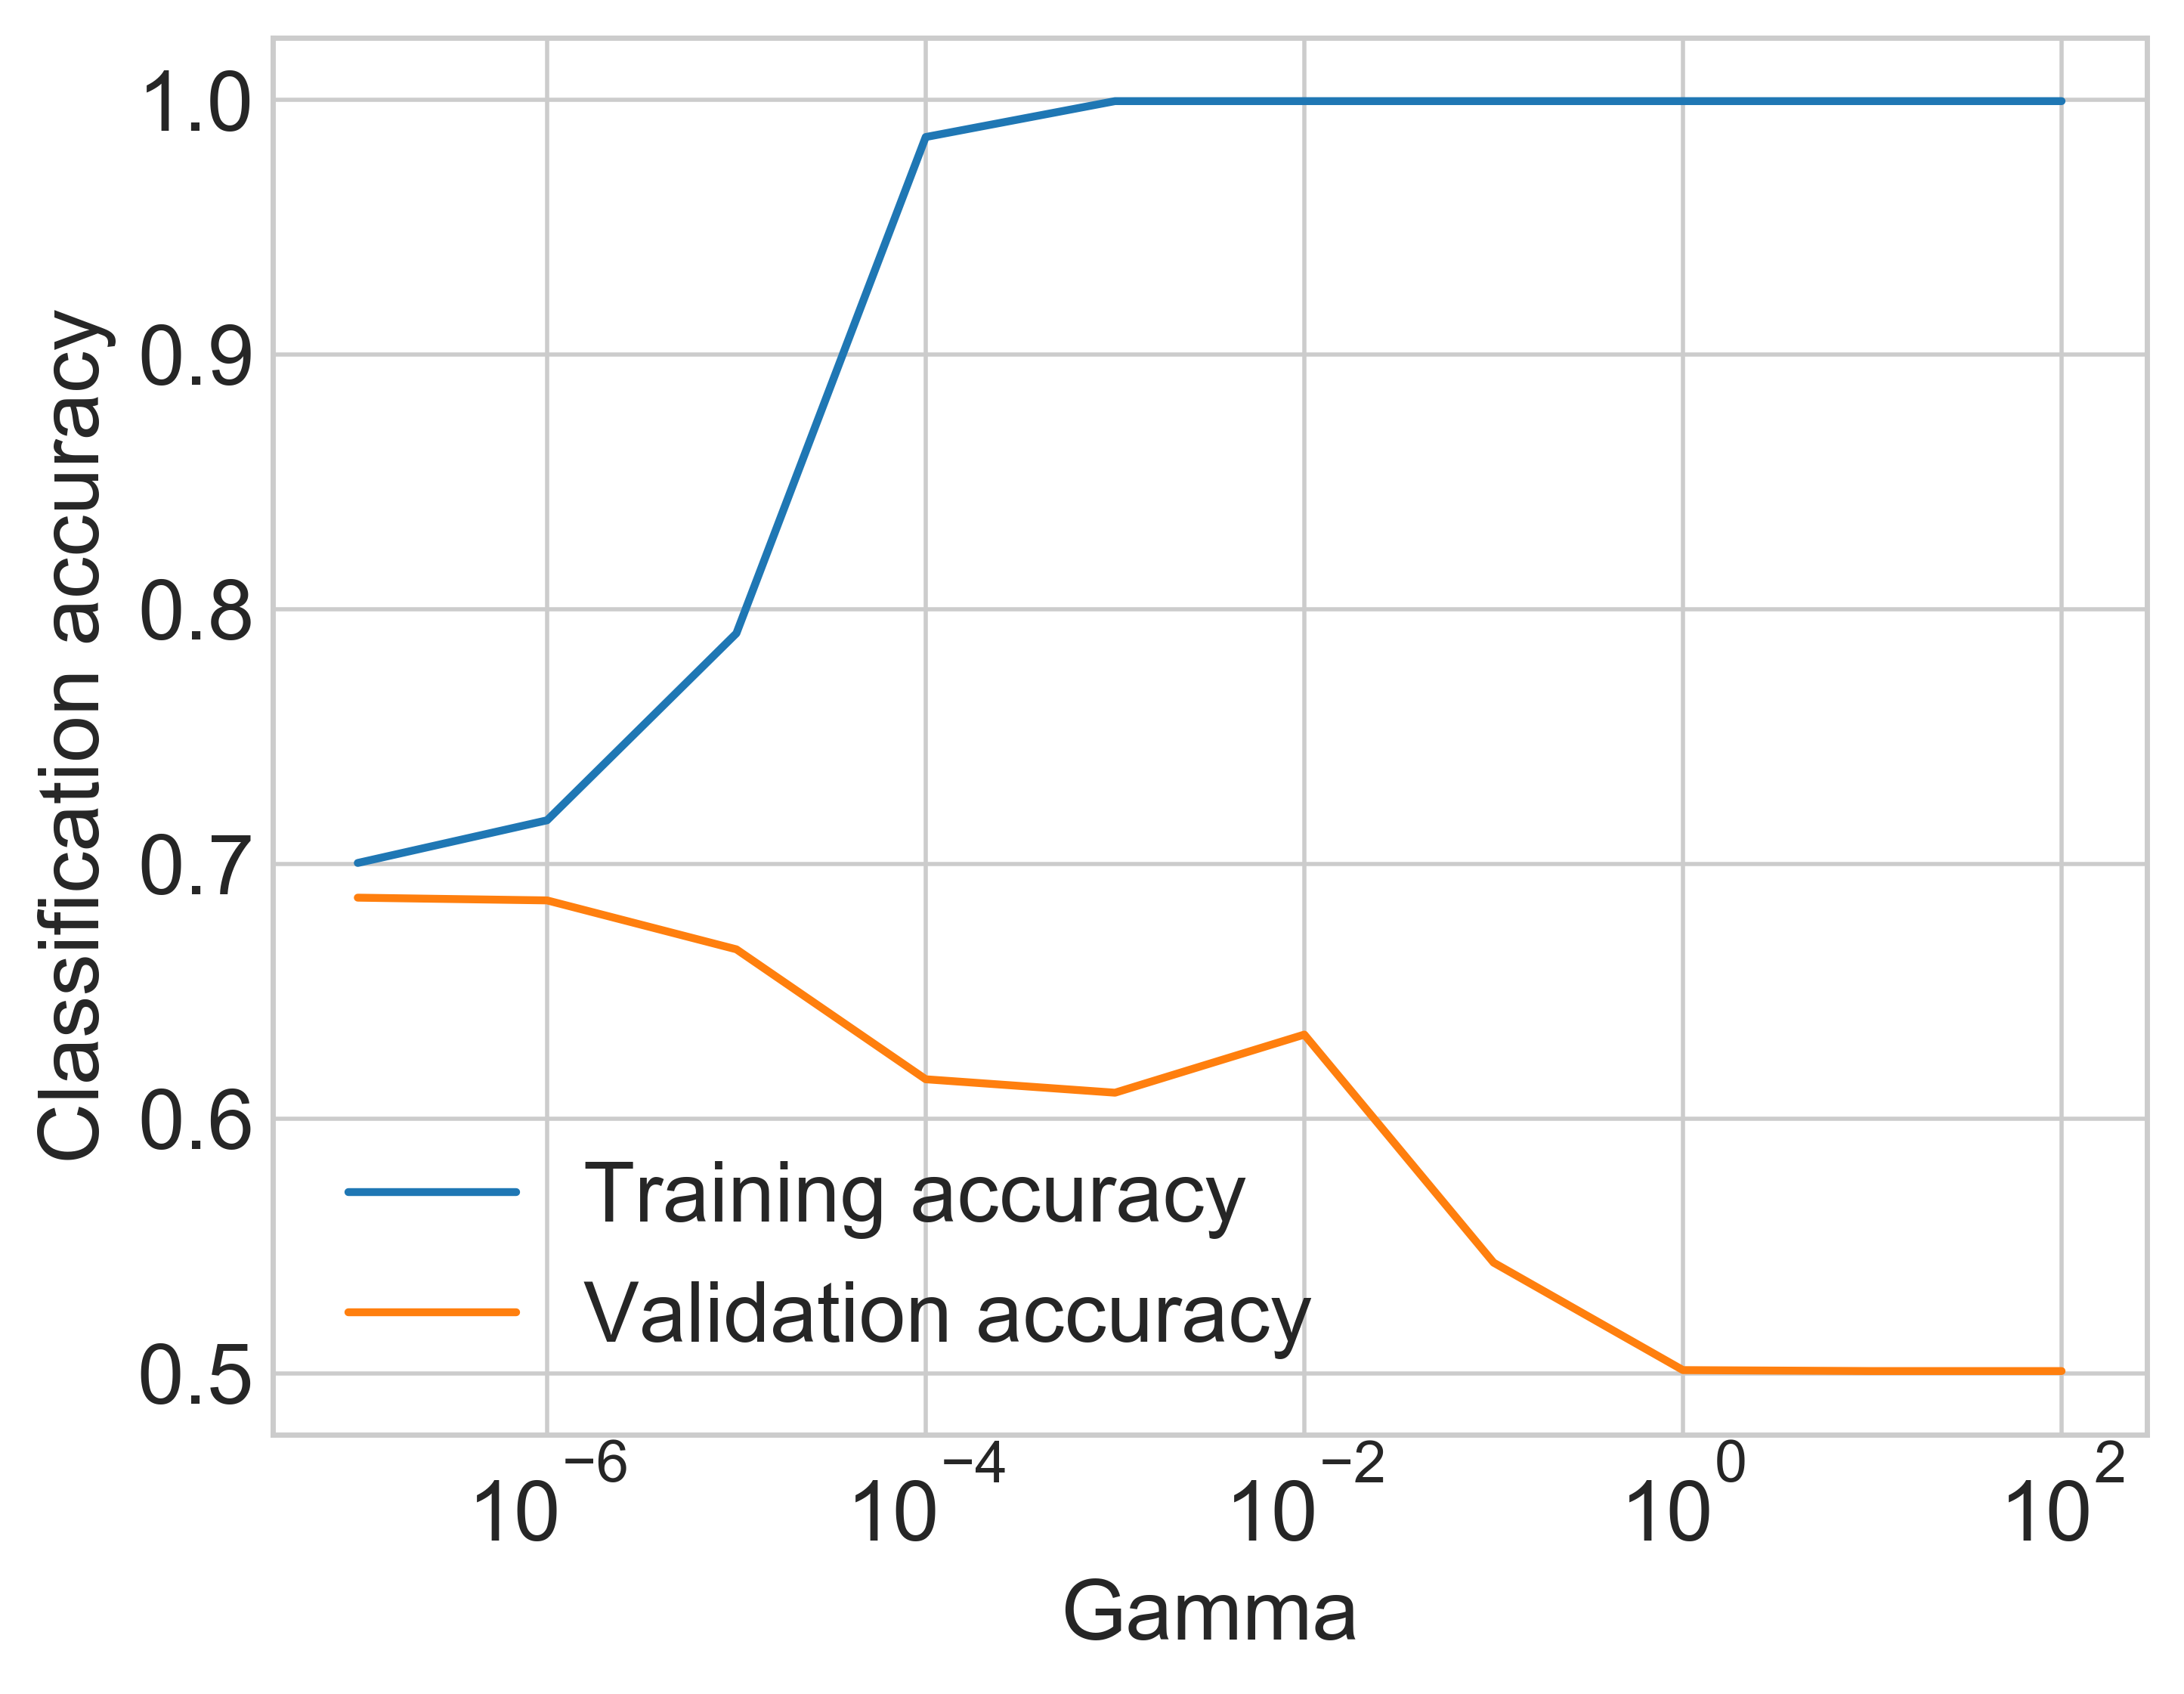 1.0
0.9
0.8
0.7
0.6
0.5
Classification accuracy
Training accuracy
Validation accuracy
10⁻⁶ 10⁻⁴ 10⁻² 10⁰ 10²
Gamma